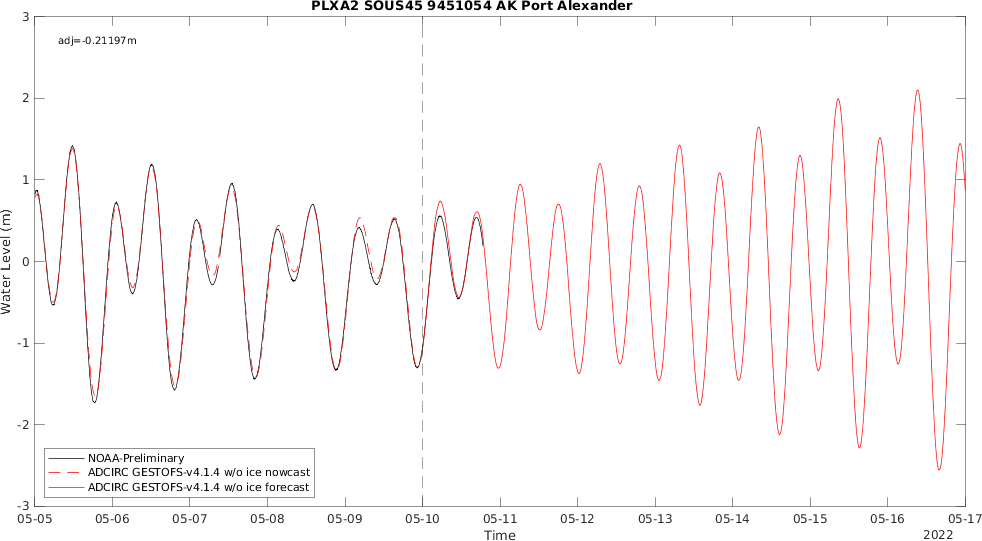 PLXA2 SOUS45 9451054 AK Port Alexander
adj=-0.21197m
3
2
1
0
-1
-2
-3
Water Level (m)
NOAA-Preliminary
ADCIRC GESTOFS-v4.1.4 w/o ice nowcast
ADCIRC GESTOFS-v4.1.4 w/o ice forecast
05-05 05-06 05-07 05-08 05-09 05-10 05-11 05-12 05-13 05-14 05-15 05-16 05-17
Time
2022